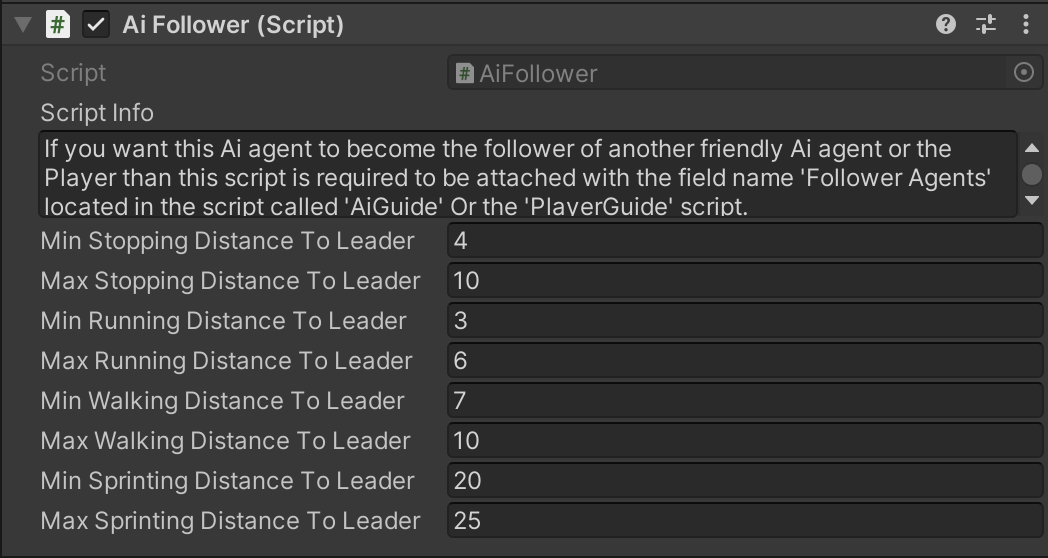 Ai Follower (Script)
Script
AiFollower
Script Info
If you want this Ai agent to become the follower of another friendly Ai agent or the
Player than this script is required to be attached with the field name 'Follower Agents'
located in the script called 'AiGuide' Or the 'PlayerGuide' script.
Min Stopping Distance To Leader 4
Max Stopping Distance To Leader 10
Min Running Distance To Leader 3
Max Running Distance To Leader 6
Min Walking Distance To Leader 7
Max Walking Distance To Leader 10
Min Sprinting Distance To Leader 20
Max Sprinting Distance To Leader 25